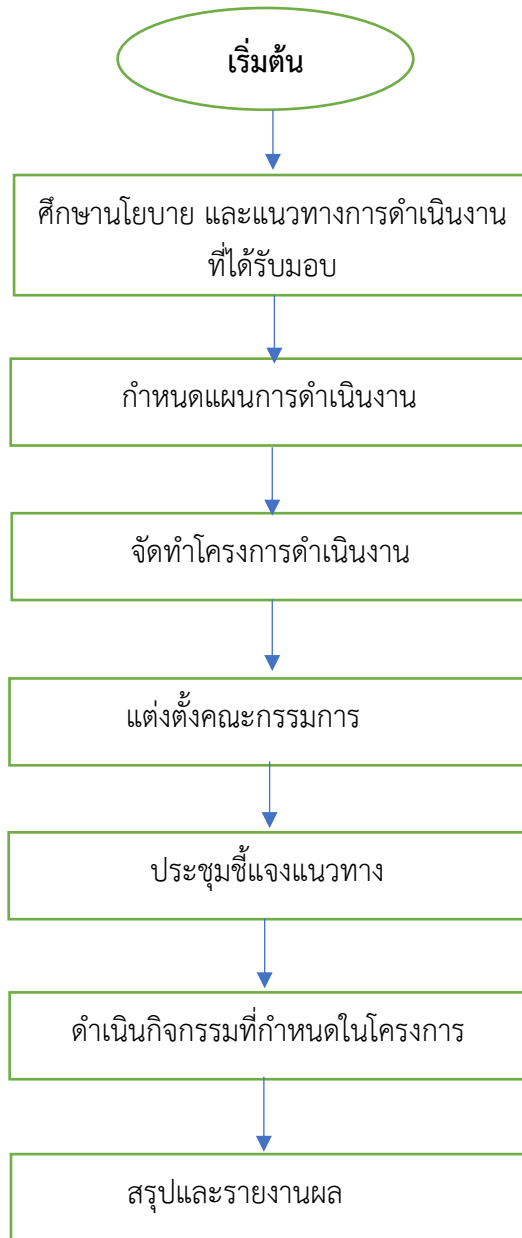 เริ่มต้น
ศึกษานโยบาย และแนวทางการดำเนินงาน
ที่ได้รับมอบ
กำหนดแผนการดำเนินงาน
จัดทำโครงการดำเนินงาน
แต่งตั้งคณะกรรมการ
ประชุมชี้แจงแนวทาง
ดำเนินกิจกรรมที่กำหนดในโครงการ
สรุปและรายงานผล